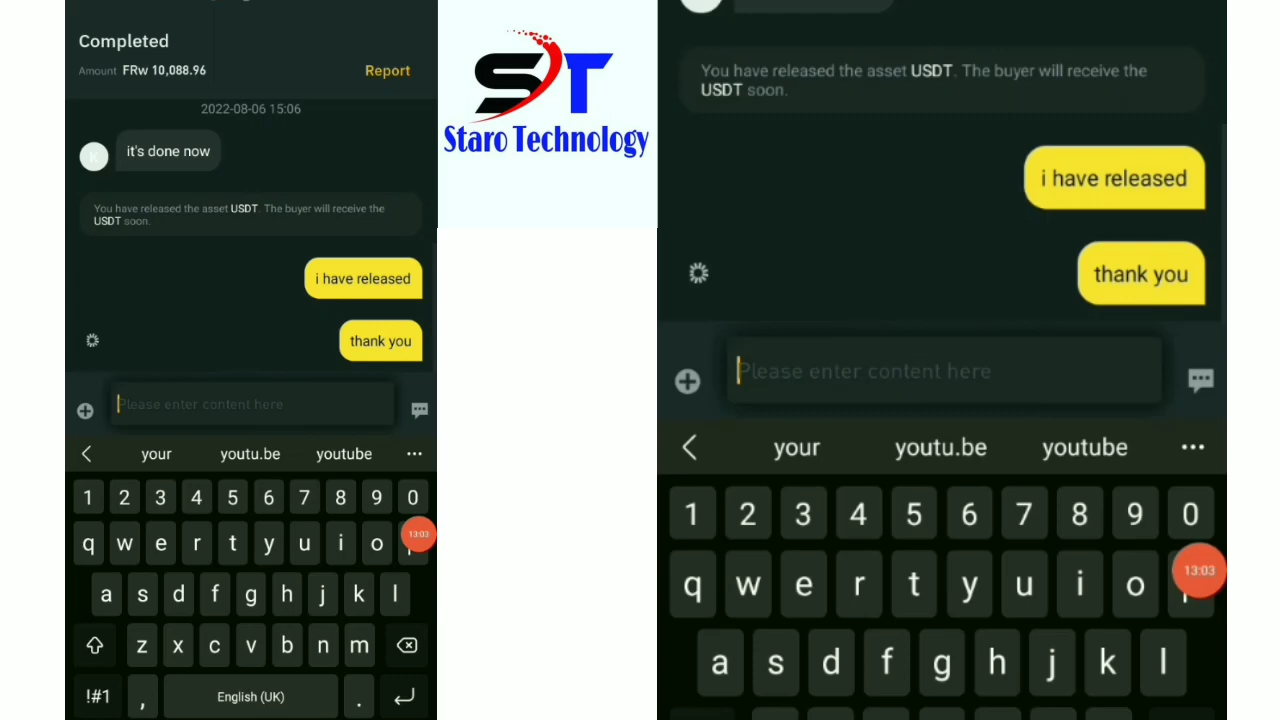 Completed
Amount FRw 10,088.96
Report
2022-08-06 15:06
K
it's done now
You have released the asset USDT. The buyer will receive the
USDT soon.
i have released
thank you
Please enter content here
your youtu.be youtube ...
1 2 3 4 5 6 7 8 9 0
q w e r t y u i o
13:03
a s d f g h j k l
z x c v b n m
!#1 , English (UK) .
ST
Staro Technology
You have released the asset USDT. The buyer will receive the
USDT soon.
i have released
thank you
Please enter content here
your youtu.be youtube ...
1 2 3 4 5 6 7 8 9 0
q w e r t y u i o
13:03
a s d f g h j k l